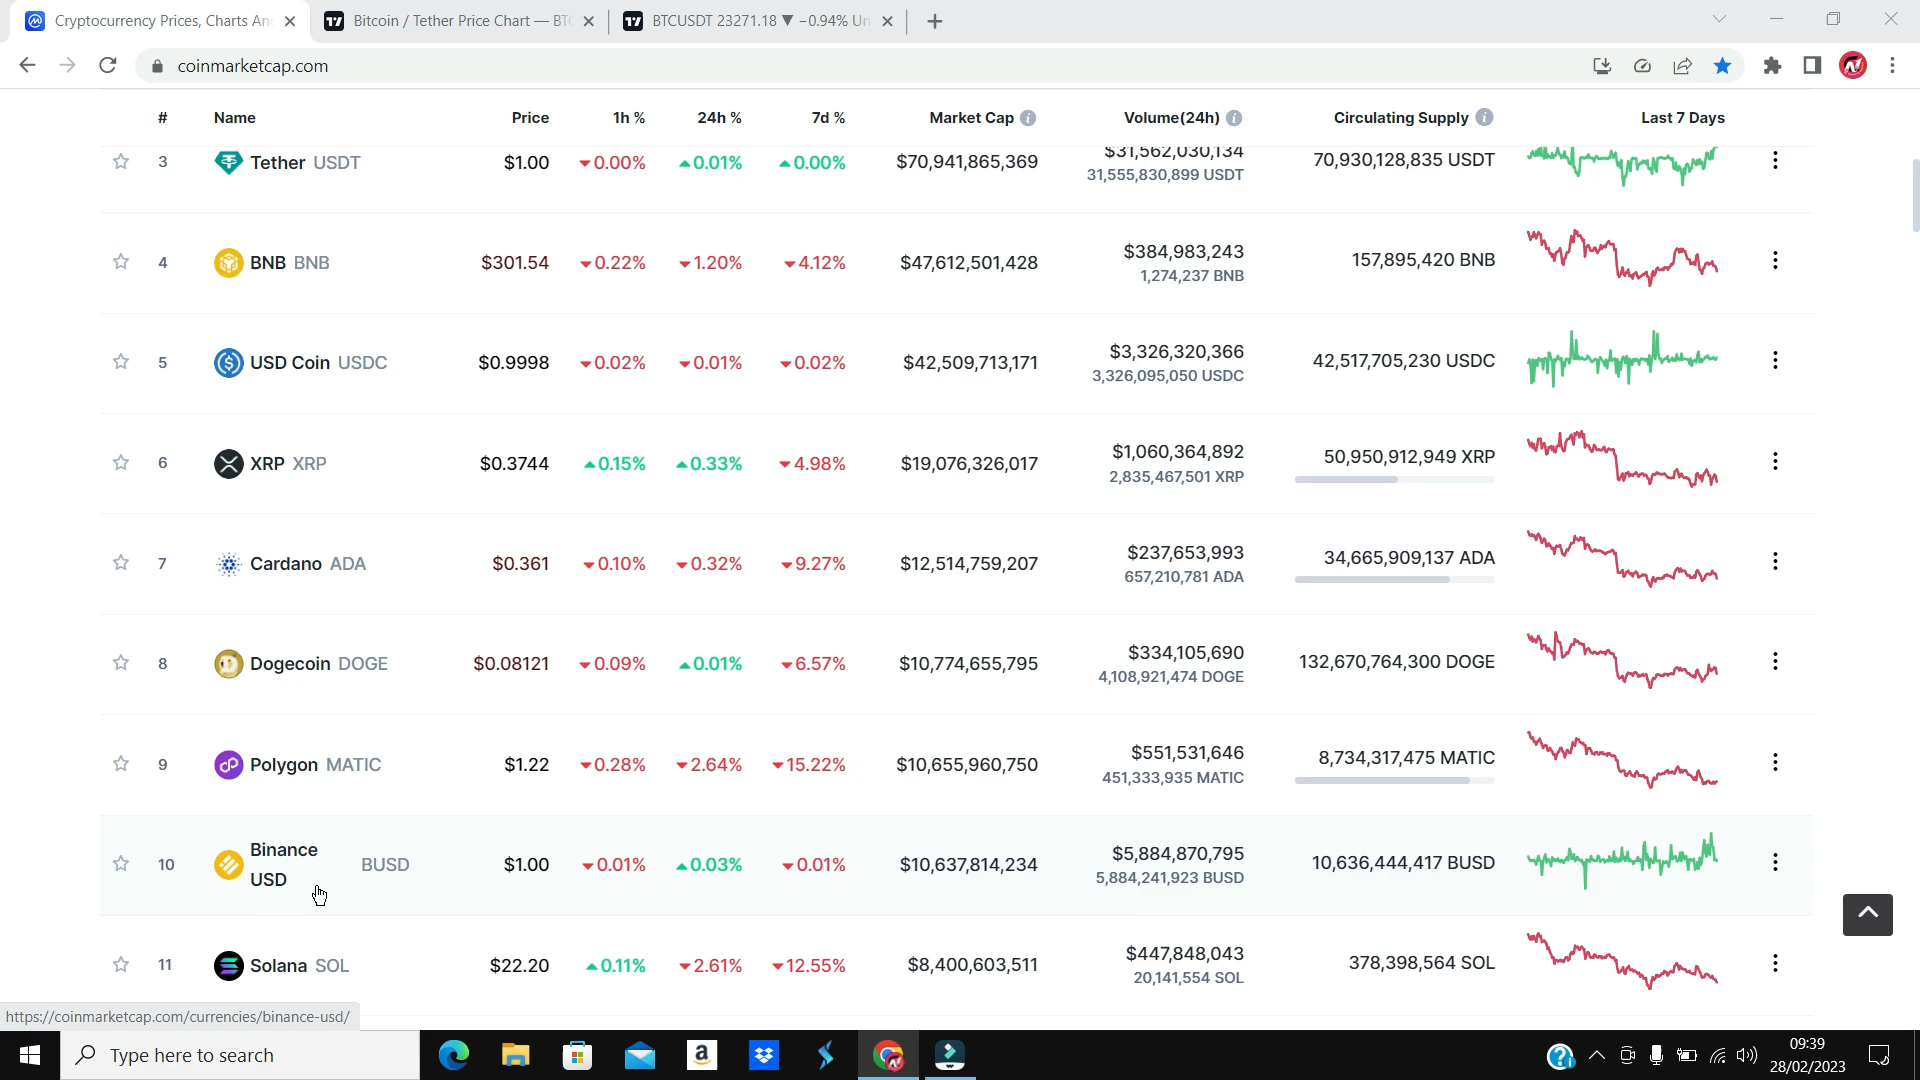 Cryptocurrency Prices, Charts An
Bitcoin / Tether Price Chart — BTC
BTCUSDT 23271.18 ▼ −0.94% Un
coinmarketcap.com
# Name Price 1h % 24h % 7d % Market Cap Volume(24h) Circulating Supply Last 7 Days
3 Tether USDT $1.00 0.00% 0.01% 0.00% $70,941,865,369 $31,562,030,134 70,930,128,835 USDT
31,555,830,899 USDT
4 BNB BNB $301.54 0.22% 1.20% 4.12% $47,612,501,428 $384,983,243 157,895,420 BNB
1,274,237 BNB
5 USD Coin USDC $0.9998 0.02% 0.01% 0.02% $42,509,713,171 $3,326,320,366 42,517,705,230 USDC
3,326,095,050 USDC
6 XRP XRP $0.3744 0.15% 0.33% 4.98% $19,076,326,017 $1,060,364,892 50,950,912,949 XRP
2,835,467,501 XRP
7 Cardano ADA $0.361 0.10% 0.32% 9.27% $12,514,759,207 $237,653,993 34,665,909,137 ADA
657,210,781 ADA
8 Dogecoin DOGE $0.08121 0.09% 0.01% 6.57% $10,774,655,795 $334,105,690 132,670,764,300 DOGE
4,108,921,474 DOGE
9 Polygon MATIC $1.22 0.28% 2.64% 15.22% $10,655,960,750 $551,531,646 8,734,317,475 MATIC
451,333,935 MATIC
10 Binance USD BUSD $1.00 0.01% 0.03% 0.01% $10,637,814,234 $5,884,870,795 10,636,444,417 BUSD
5,884,241,923 BUSD
11 Solana SOL $22.20 0.11% 2.61% 12.55% $8,400,603,511 $447,848,043 378,398,564 SOL
20,141,554 SOL
https://coinmarketcap.com/currencies/binance-usd/
Type here to search
09:39
28/02/2023